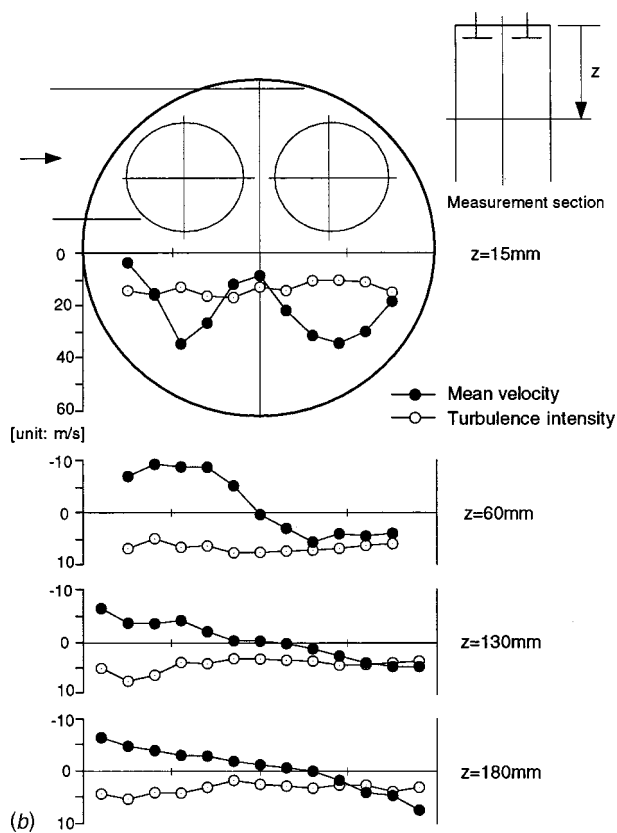 z
Measurement section
0
20
40
60
z=15mm
Mean velocity
Turbulence intensity
[unit: m/s]
-10
0
10
z=60mm
-10
0
10
z=130mm
-10
0
10
z=180mm
(b)